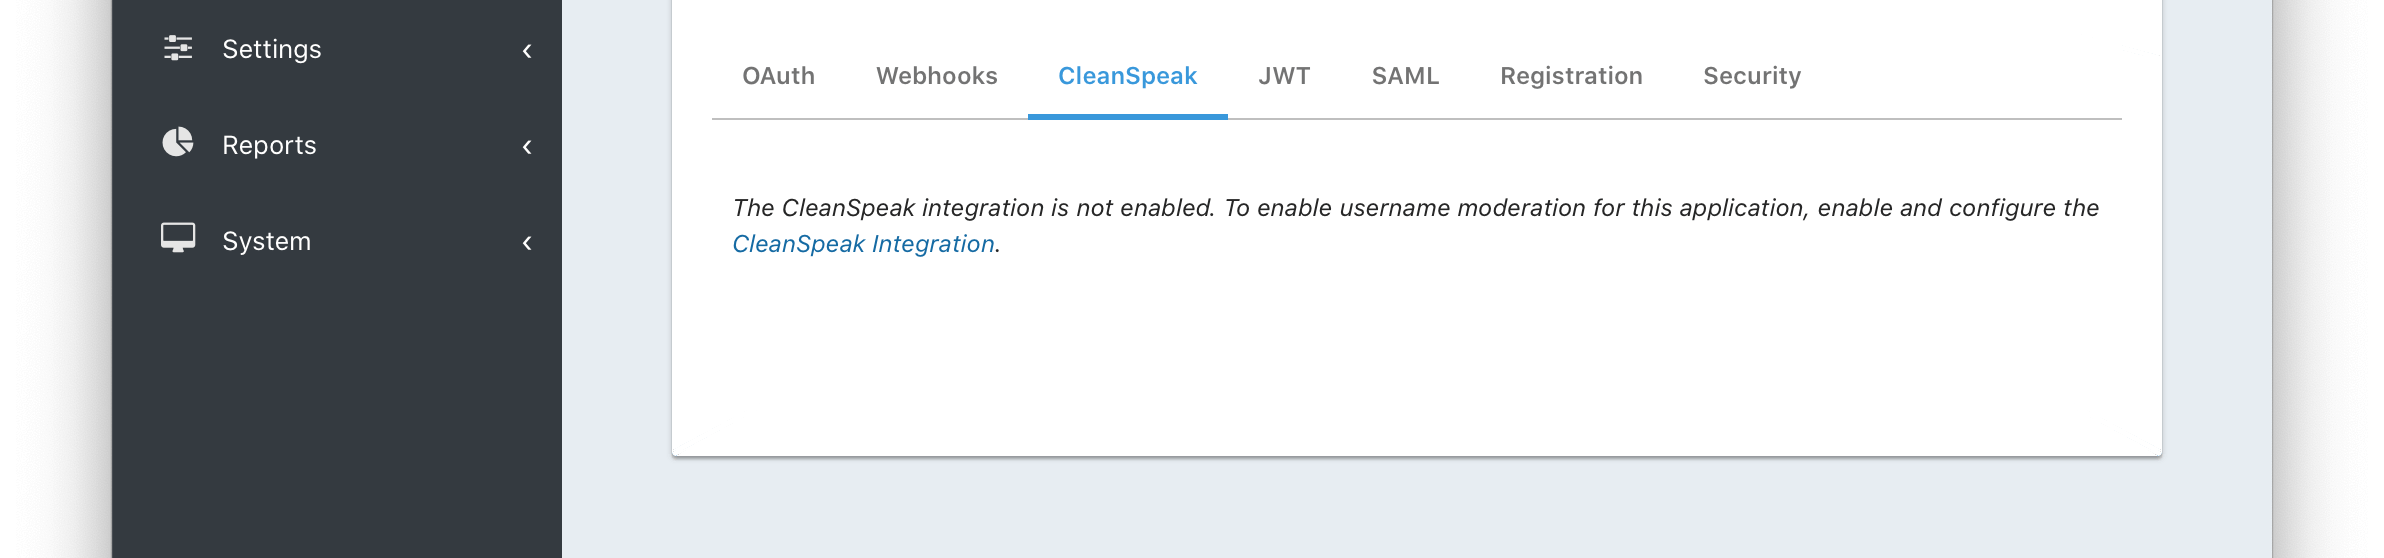 Settings
Reports
System
OAuth Webhooks CleanSpeak JWT SAML Registration Security
The CleanSpeak integration is not enabled. To enable username moderation for this application, enable and configure the
CleanSpeak Integration.